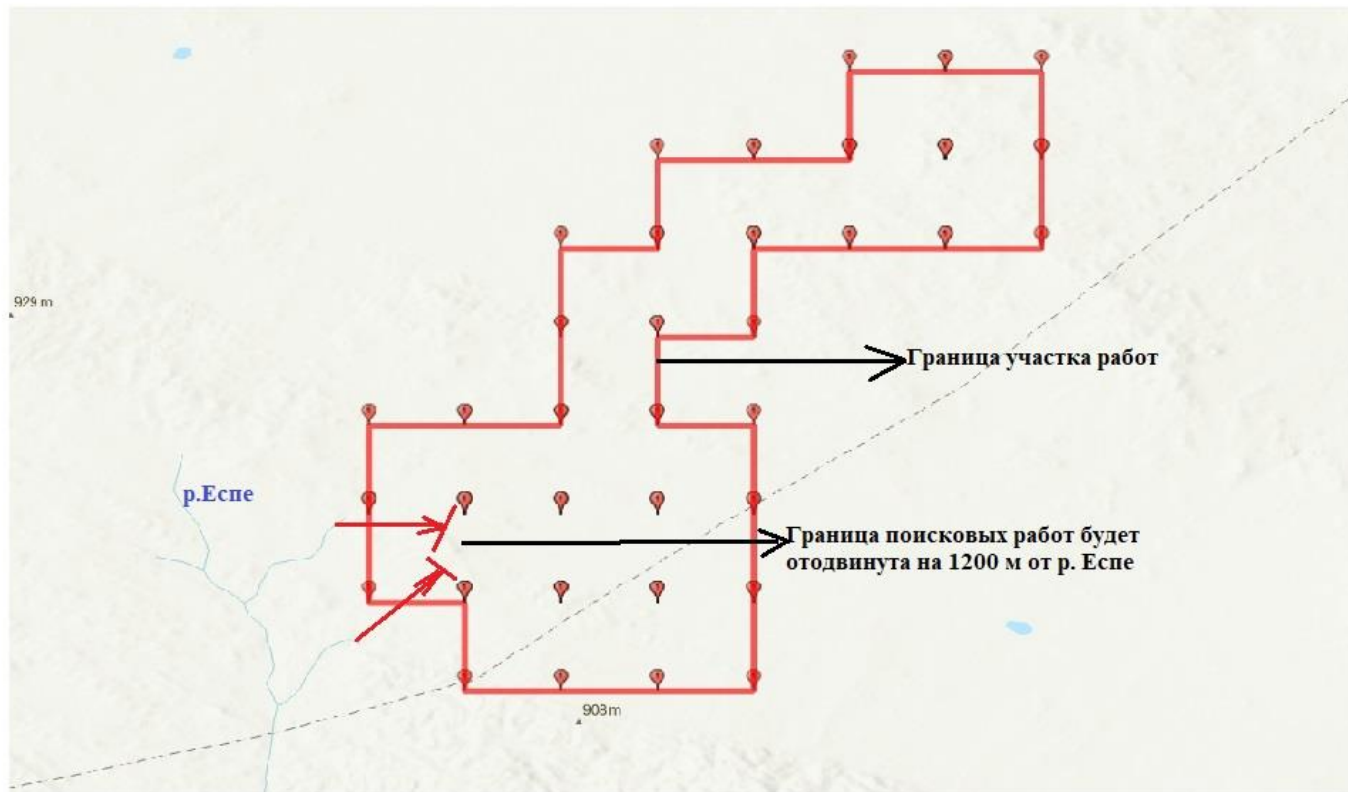 929 m
Граница участка работ
р.Еспе
Граница поисковых работ будет
отодвинута на 1200 м от р. Еспе
903m